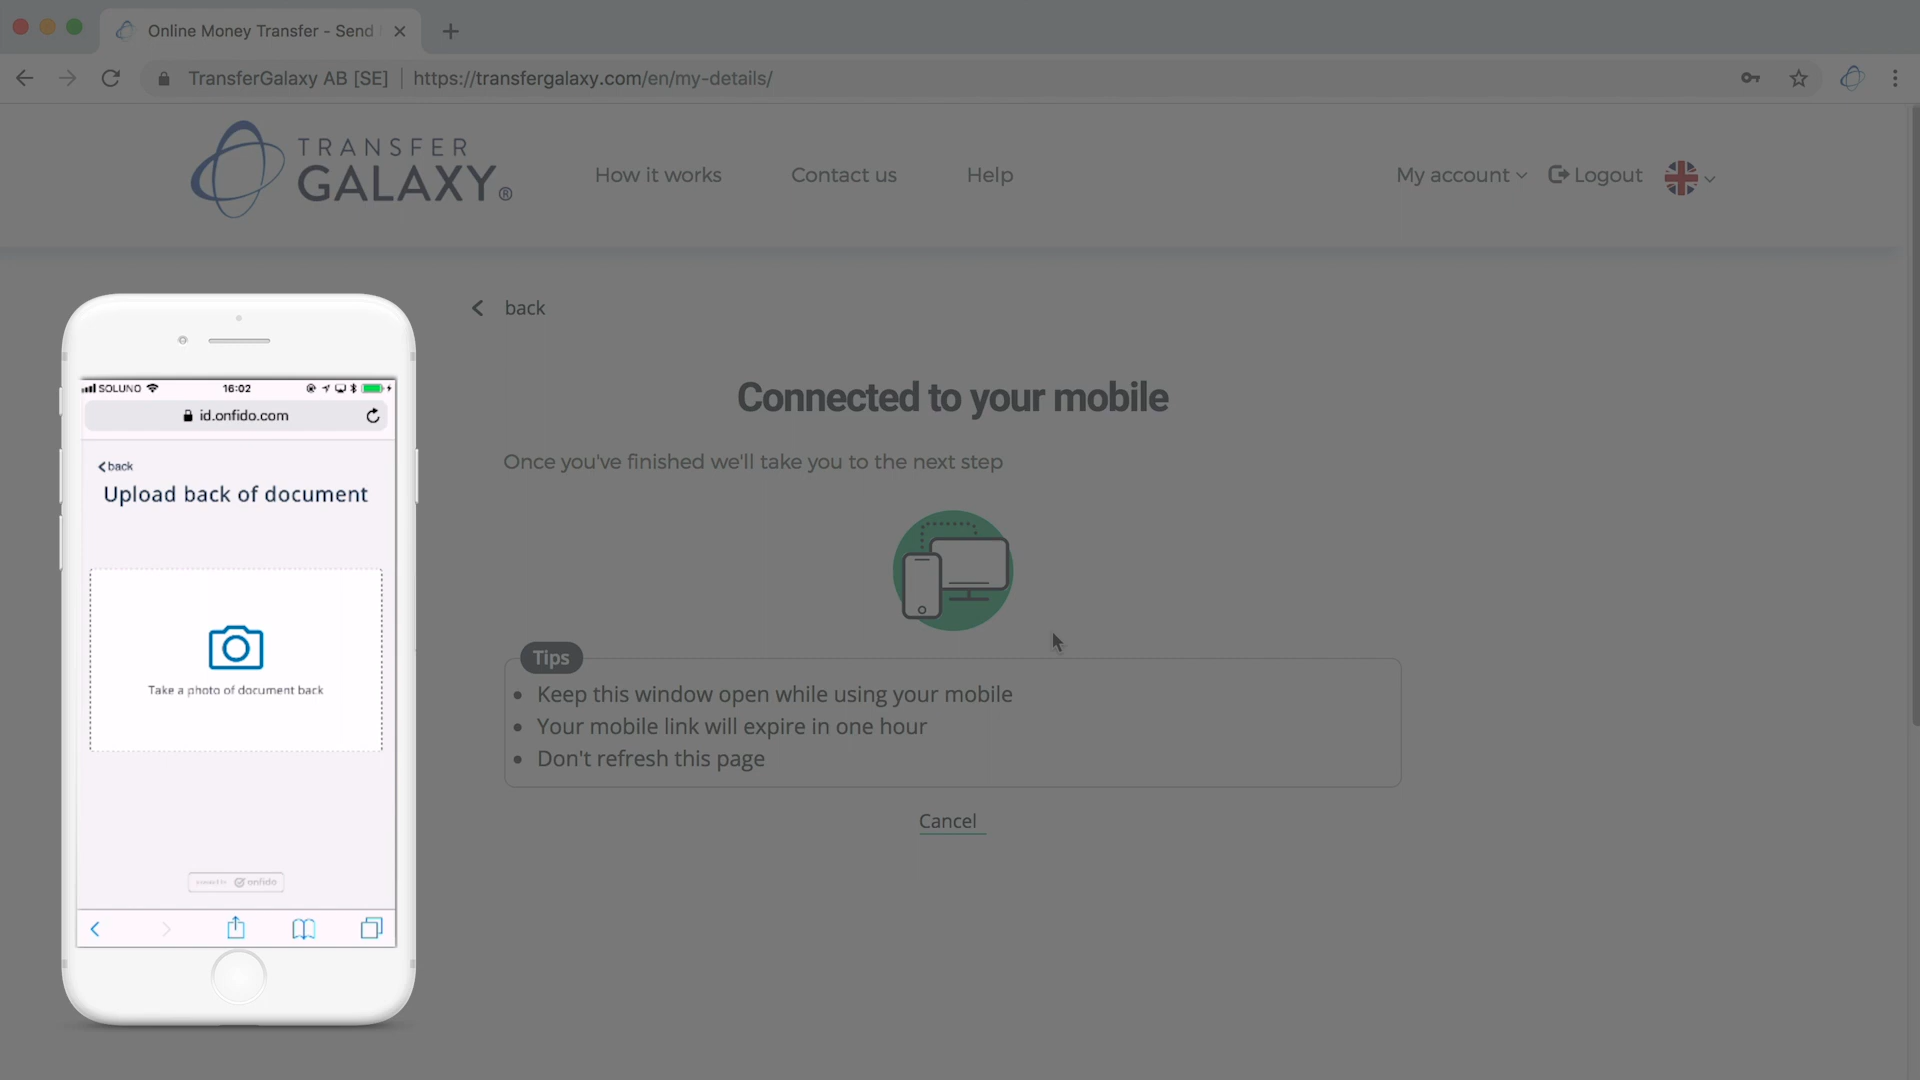 Online Money Transfer - Send
TransferGalaxy AB [SE]
https://transfergalaxy.com/en/my-details/
TRANSFER
GALAXY®
How it works
Contact us
Help
My account
Logout
back
Connected to your mobile
Once you've finished we'll take you to the next step
Tips
Keep this window open while using your mobile
Your mobile link will expire in one hour
Don't refresh this page
Cancel
SOLUNO
16:02
id.onfido.com
back
Upload back of document
Take a photo of document back
onfido